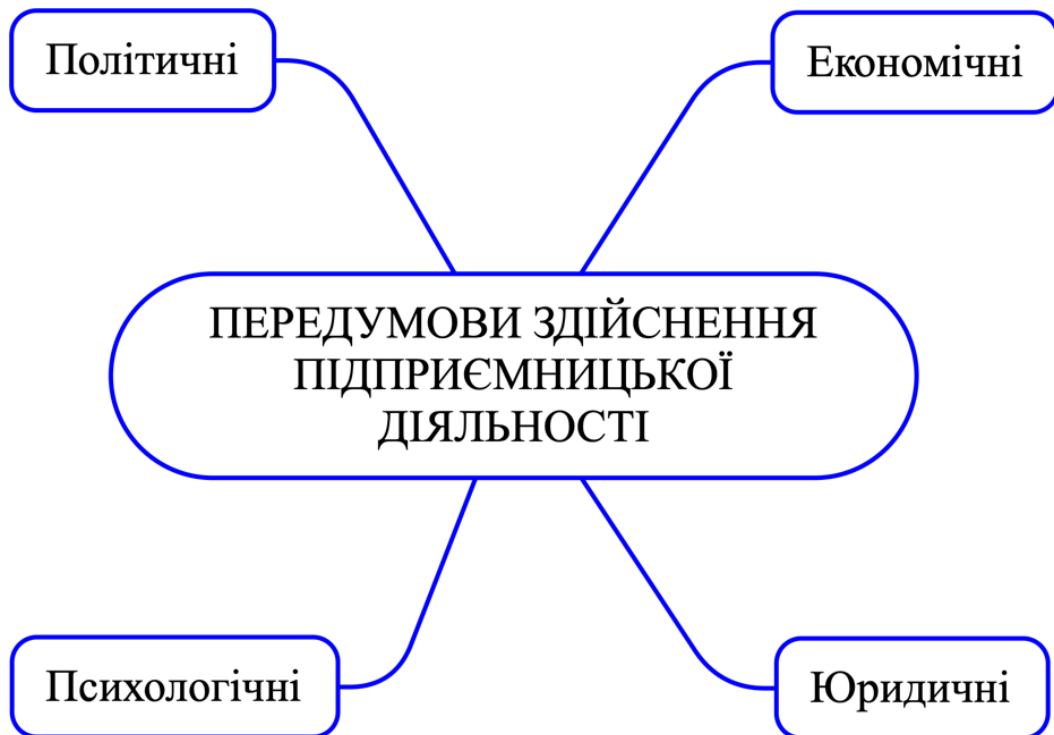 Політичні
Економічні
ПЕРЕДУМОВИ ЗДІЙСНЕННЯ
ПІДПРИЄМНИЦЬКОЇ
ДІЯЛЬНОСТІ
Психологічні
Юридичні